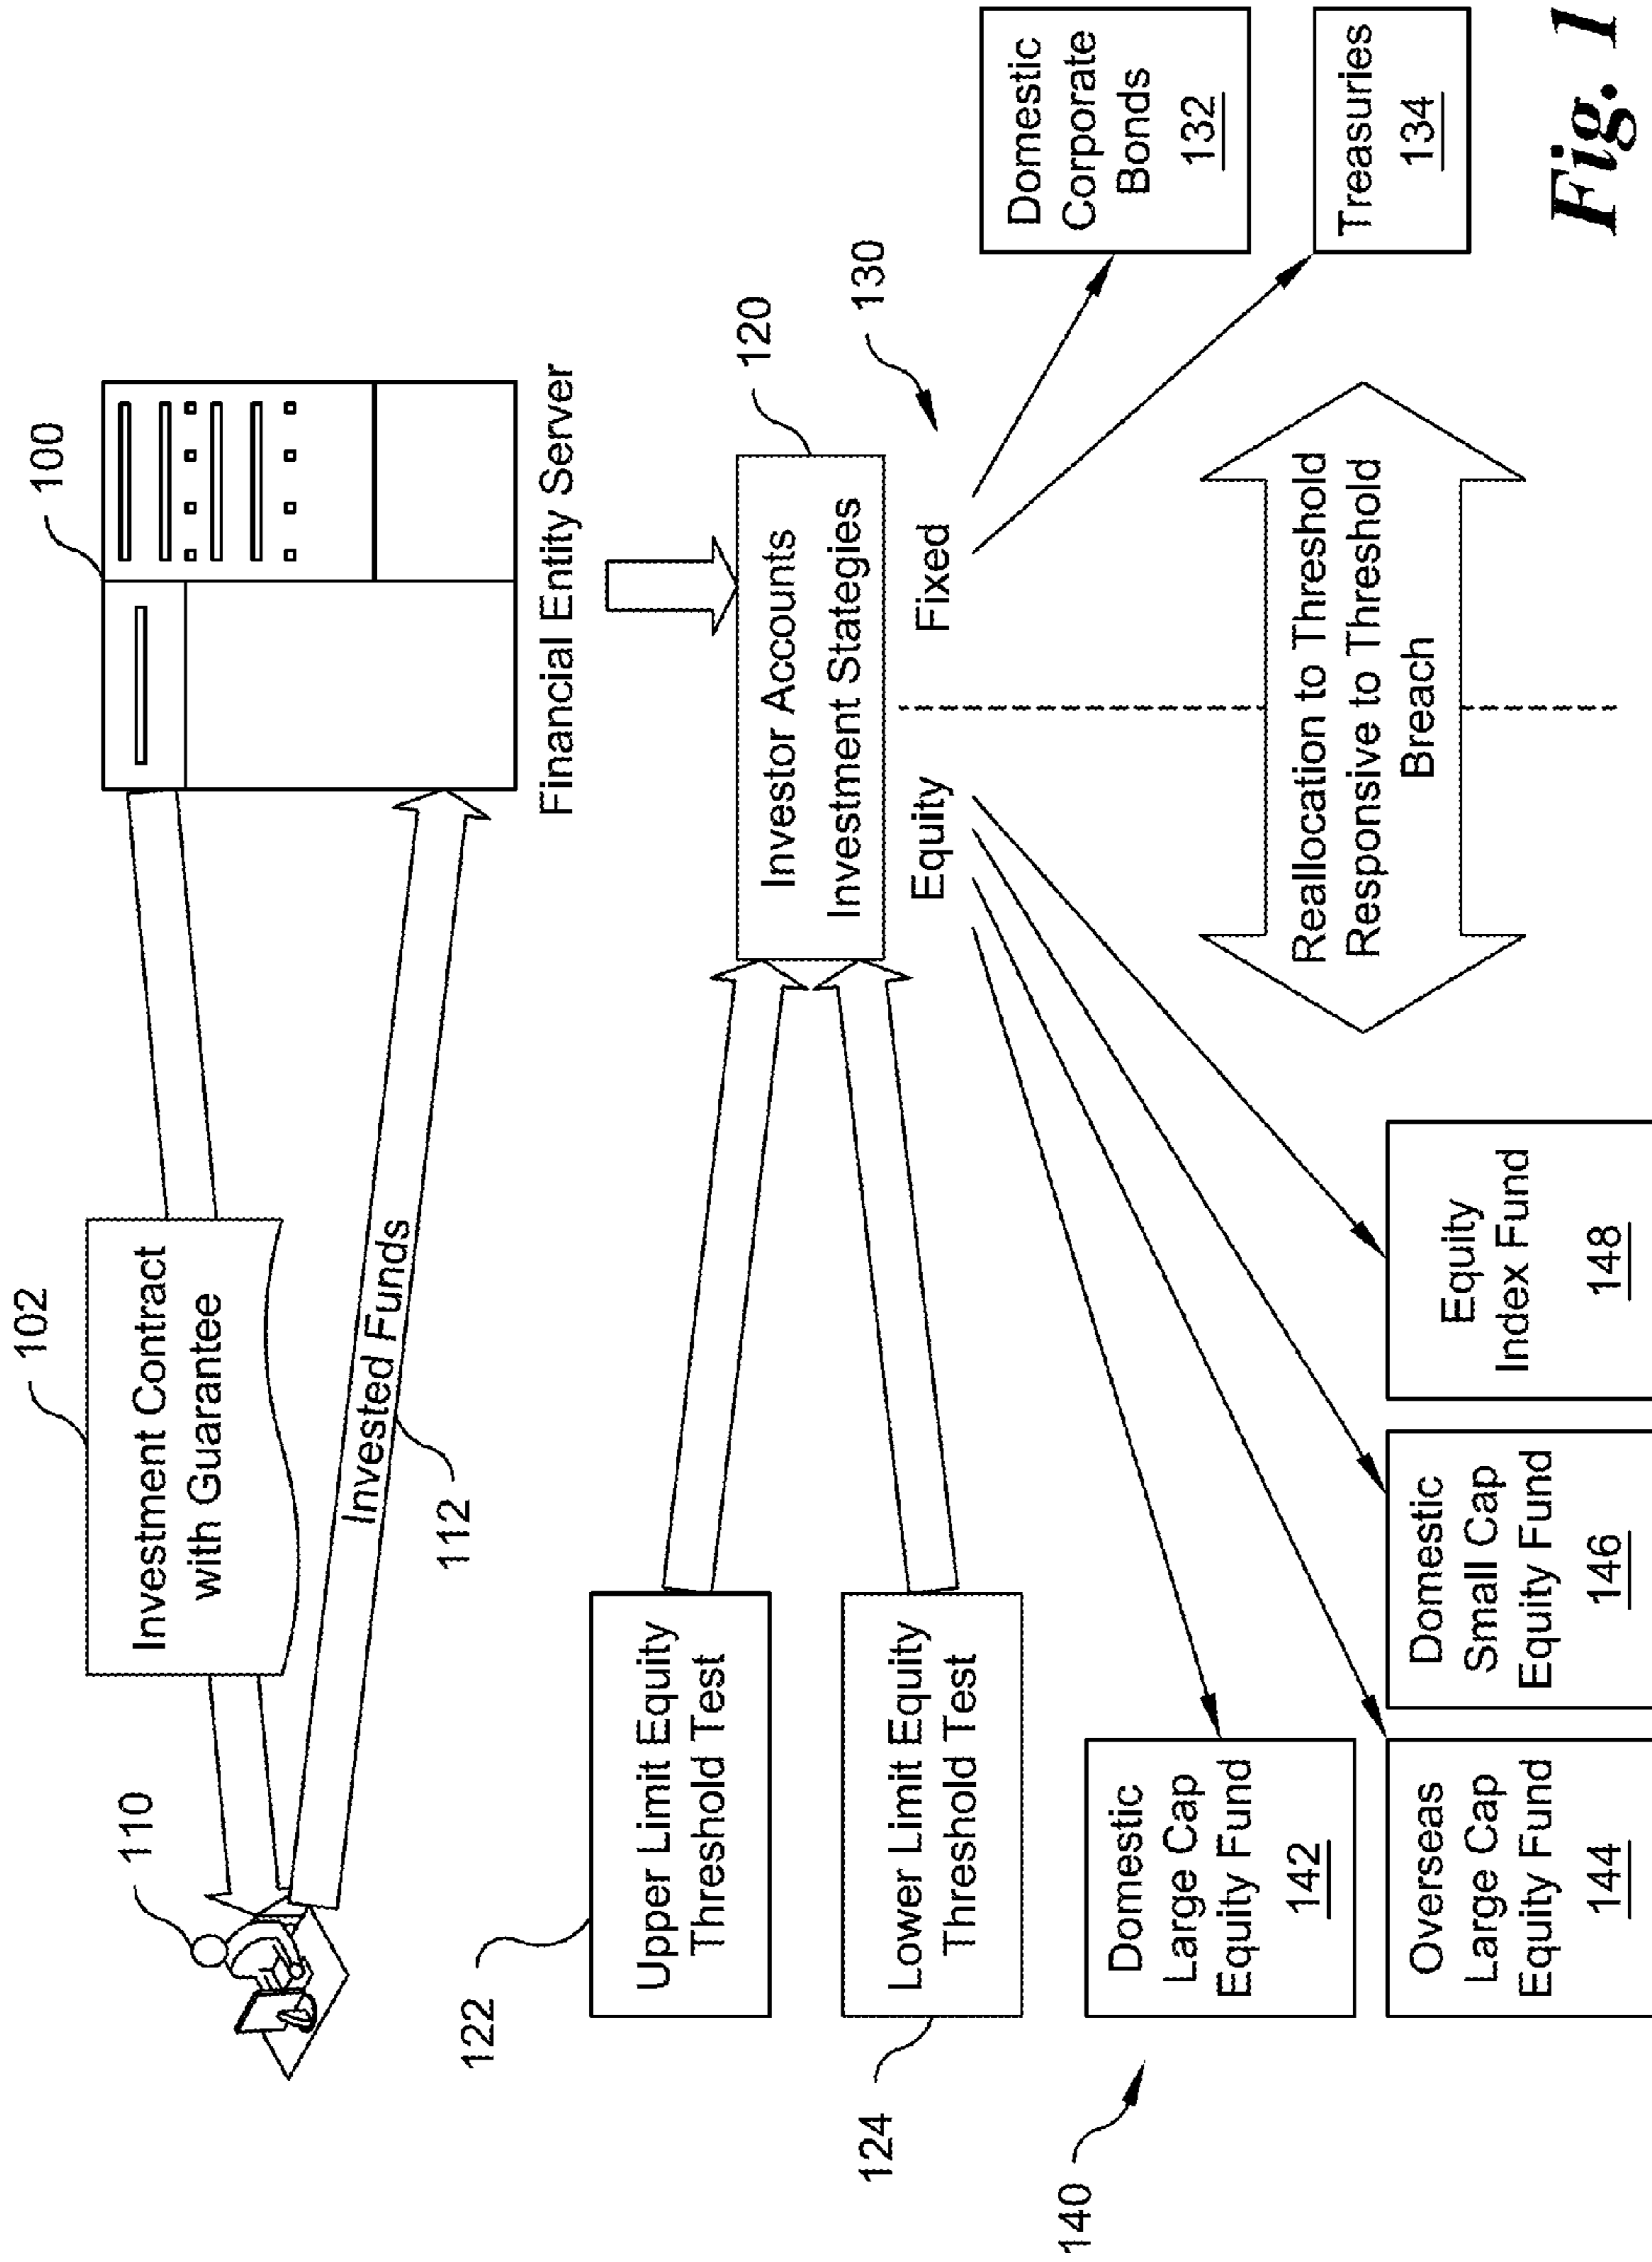 100
102
110
Investment Contract
with Guarantee
Invested Funds
112
Financial Entity Server
120
122
Upper Limit Equity
Threshold Test
Investor Accounts
Investment Stategies
124
Lower Limit Equity
Threshold Test
Equity
Fixed
130
140
Domestic
Large Cap
Equity Fund
142
Overseas
Large Cap
Equity Fund
144
Domestic
Small Cap
Equity Fund
146
Equity
Index Fund
148
Reallocation to Threshold
Responsive to Threshold
Breach
Domestic
Corporate
Bonds
132
Treasuries
134
Fig. 1